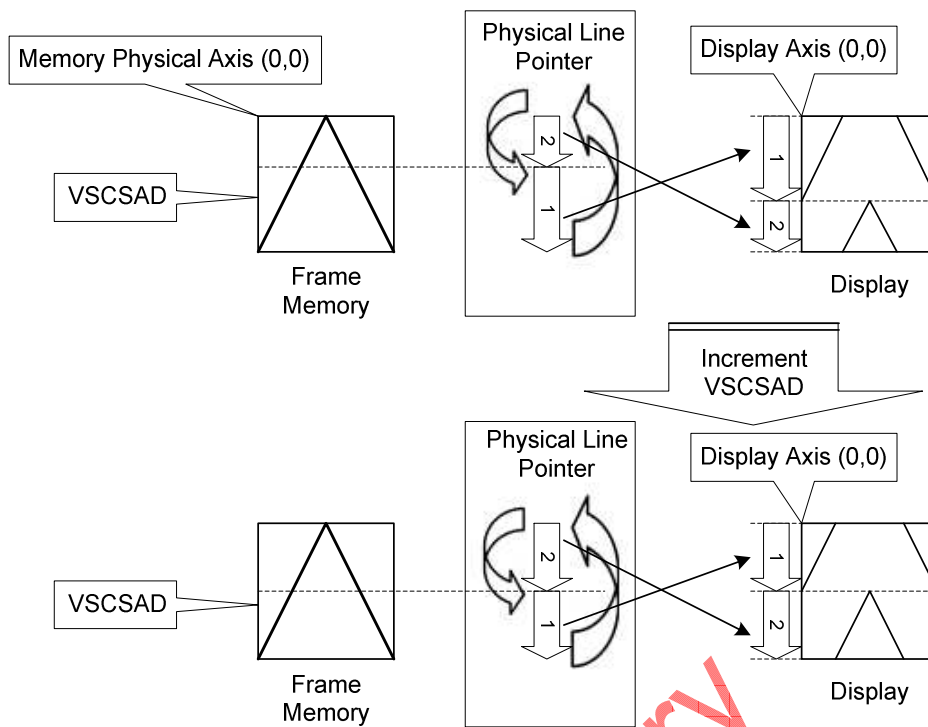 Physical Line
Pointer
Memory Physical Axis (0,0)
Display Axis (0,0)
2
1
1
2
VSCSAD
Frame
Memory
Display
Increment
VSCSAD
Physical Line
Pointer
Display Axis (0,0)
2
1
1
2
VSCSAD
Frame
Memory
Display